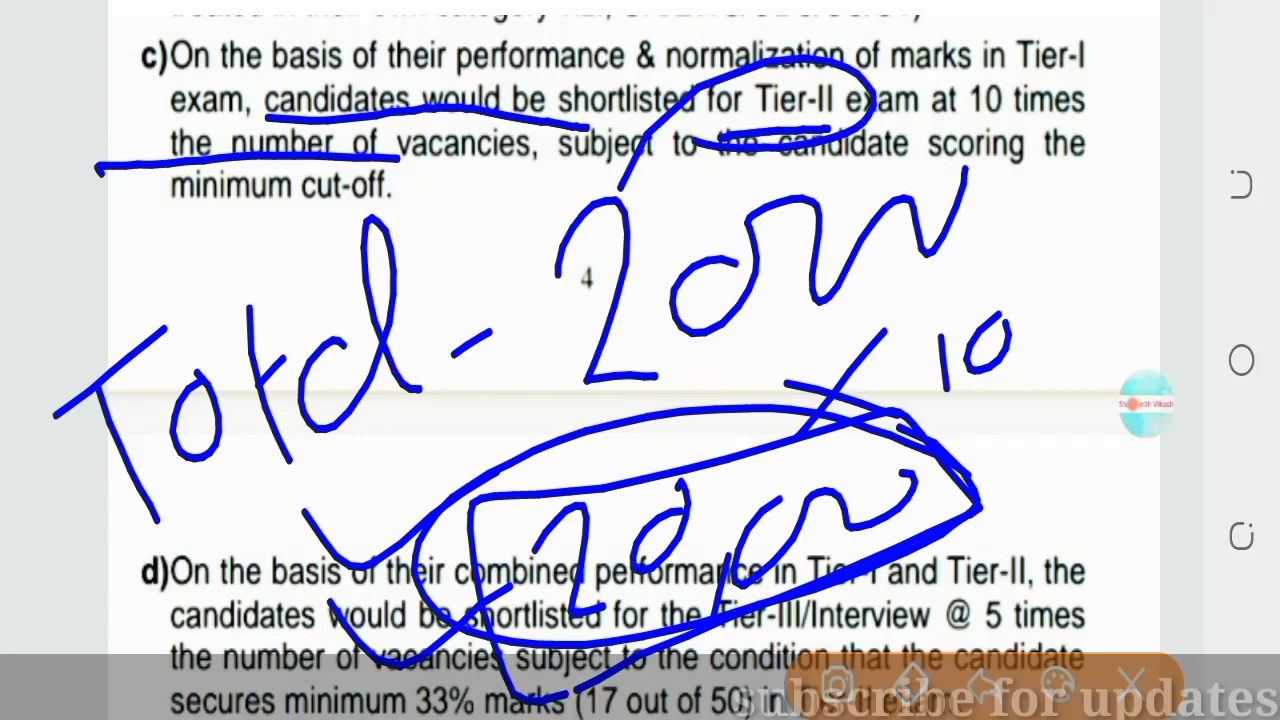 c)On the basis of their performance & normalization of marks in Tier-I
exam, candidates would be shortlisted for Tier-II exam at 10 times
the number of vacancies, subject to the candidate scoring the
minimum cut-off.
4
Total - 2000
10
d)On the basis of their combined performance in Tier-I and Tier-II, the
candidates would be shortlisted for the Tier-III/Interview @ 5 times
the number of vacancies subject to the condition that the candidate
secures minimum 33% marks (17 out of 50) in
subscribe for updates